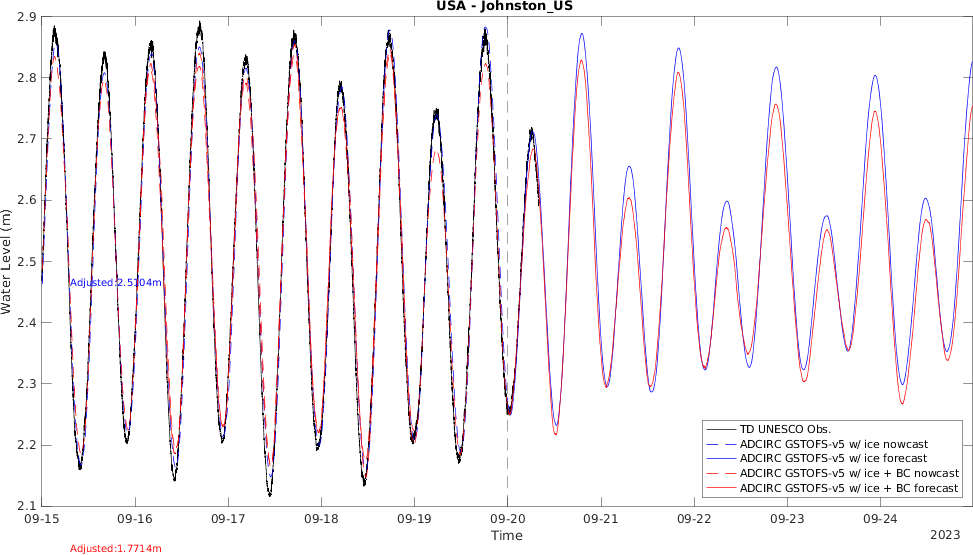 USA - Johnston_US
2.9
2.8
2.7
2.6
2.5
2.4
2.3
2.2
2.1
Water Level (m)
Adjusted:2.5104m
TD UNESCO Obs.
ADCIRC GSTOFS-v5 w/ ice nowcast
ADCIRC GSTOFS-v5 w/ ice forecast
ADCIRC GSTOFS-v5 w/ ice + BC nowcast
ADCIRC GSTOFS-v5 w/ ice + BC forecast
09-15 09-16 09-17 09-18 09-19 09-20 09-21 09-22 09-23 09-24
Time
2023
Adjusted:1.7714m